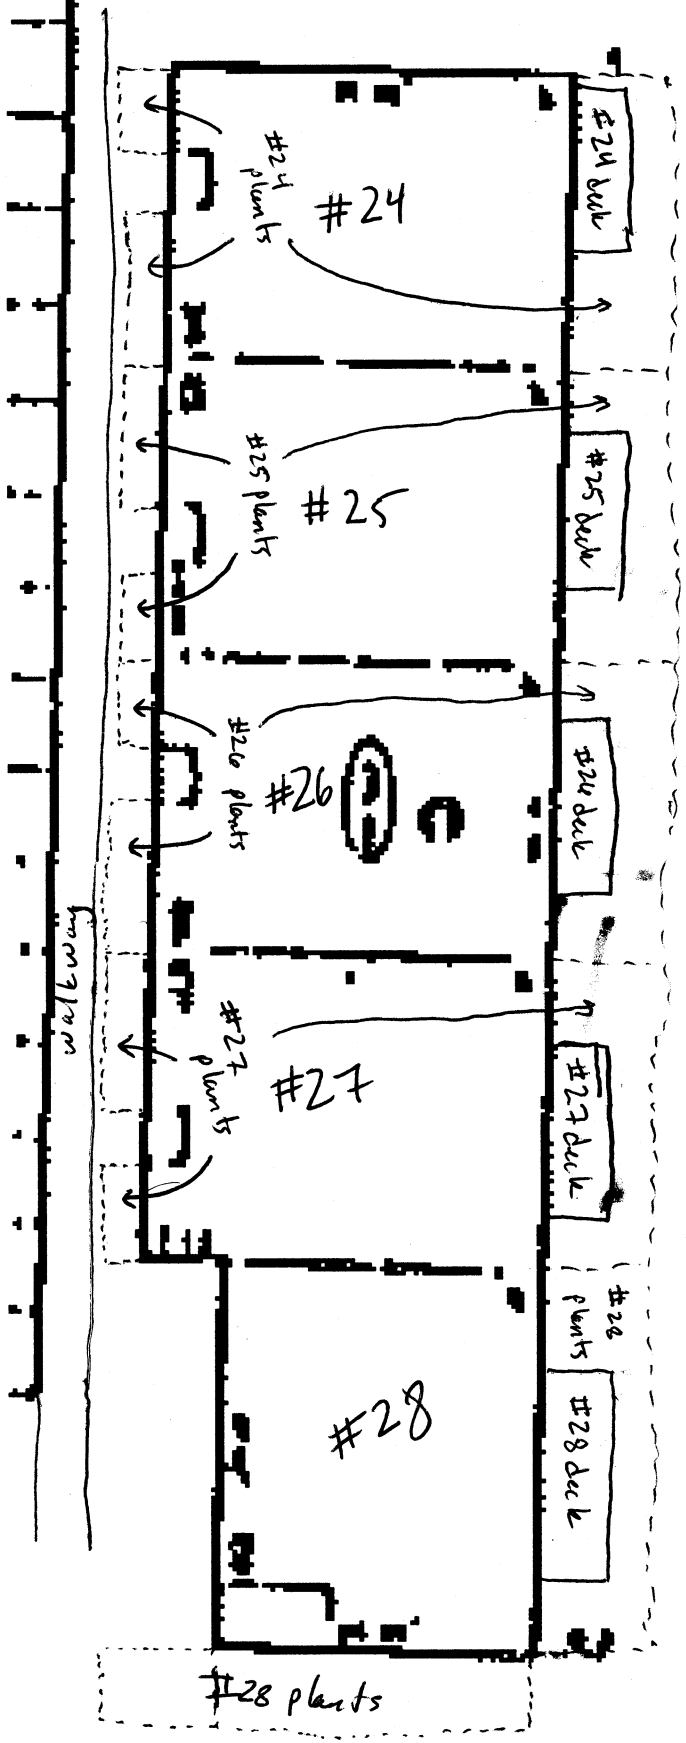 #24 deck
#24
plants
#24
#25 plants
#25
#25 deck
#26 plants
#26
#26 deck
walkway
#27
plants
#27
#27 deck
#28
plants
#28
#28 deck
#28 plants